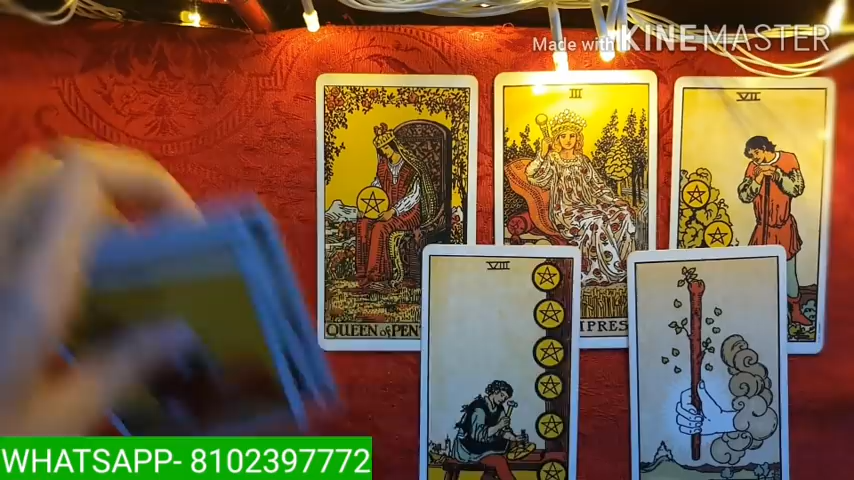 Made with KINEMASTER
III
VII
QUEEN of PEN
VIII
PRES
WHATSAPP- 8102397772